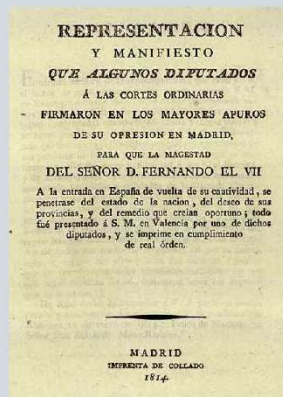 REPRESENTACION
Y MANIFIESTO
QUE ALGUNOS DIPUTADOS
Á LAS CORTES ORDINARIAS
FIRMARON EN LOS MAYORES APUROS
DE SU OPRESION EN MADRID,
PARA QUE LA MAGESTAD
DEL SEÑOR D. FERNANDO EL VII
A la entrada en España de vuelta de su cautividad, se
penetrase del estado de la nacion, del deseo de sus
provincias, y del remedio que creian oportuno; todo
fué presentado á S. M. en Valencia por uno de dichos
diputados, y se imprime en cumplimiento
de real órden.
MADRID
IMPRENTA DE COLLADO
1814.